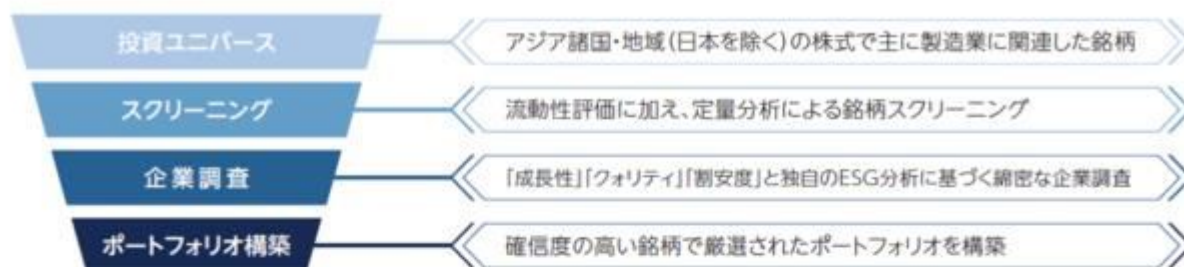 投資ユニバース
アジア諸国・地域(日本を除く)の株式で主に製造業に関連した銘柄
スクリーニング
流動性評価に加え、定量分析による銘柄スクリーニング
企業調査
「成長性」「クォリティ」「割安度」と独自のESG分析に基づく綿密な企業調査
ポートフォリオ構築
確信度の高い銘柄で厳選されたポートフォリオを構築